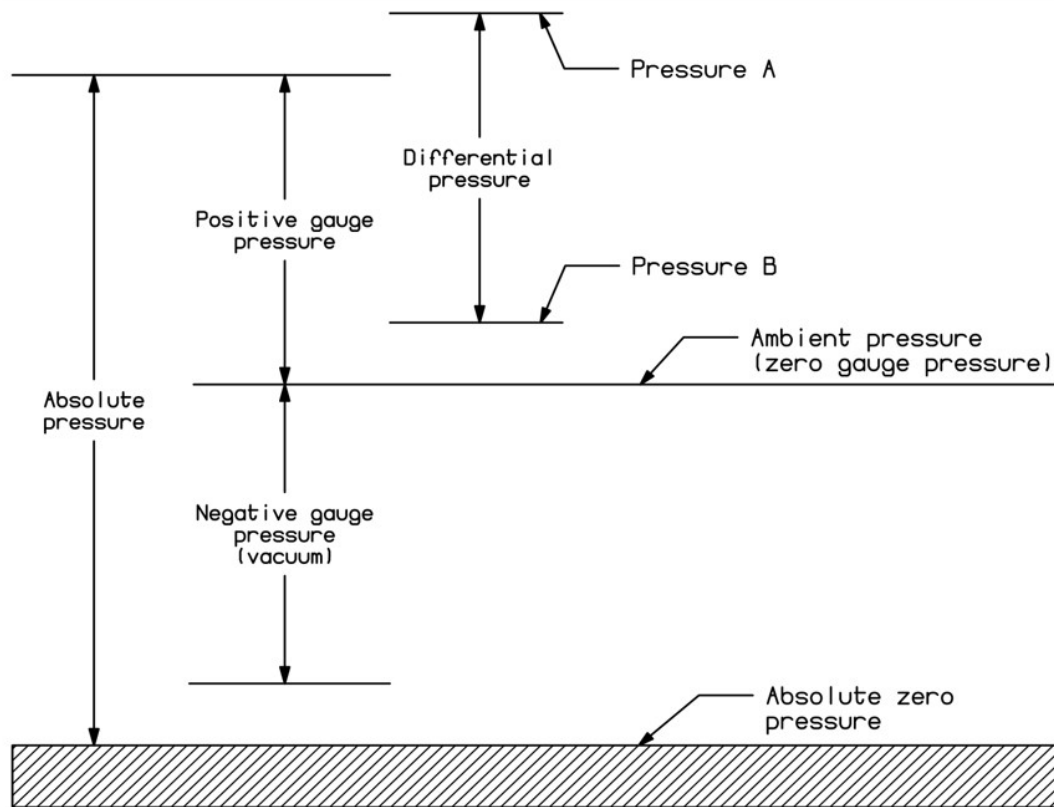 Pressure A
Differential
pressure
Positive gauge
pressure
Pressure B
Ambient pressure
(zero gauge pressure)
Absolute
pressure
Negative gauge
pressure
(vacuum)
Absolute zero
pressure